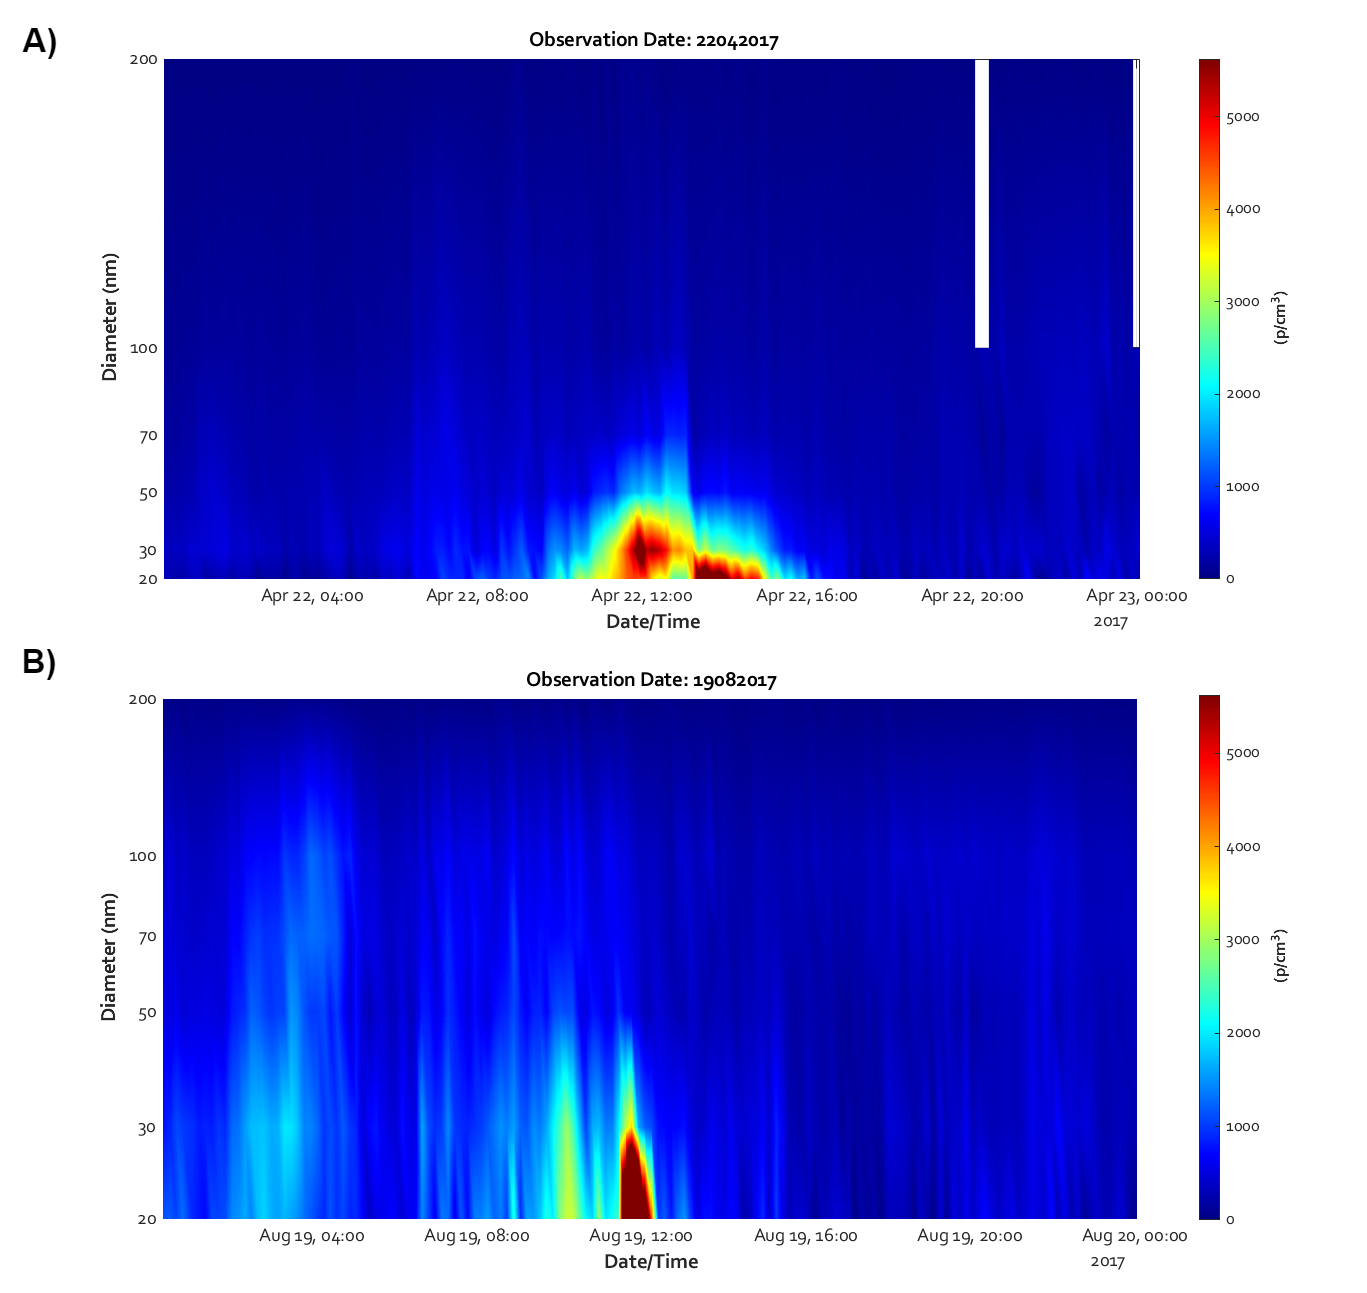 A)
Observation Date: 22042017
200
100
70
50
30
20
Diameter (nm)
Apr 22, 04:00 Apr 22, 08:00 Apr 22, 12:00 Apr 22, 16:00 Apr 22, 20:00 Apr 23, 00:00
Date/Time
2017
5000
4000
3000
2000
1000
0
(p/cm³)
B)
Observation Date: 19082017
200
100
70
50
30
20
Diameter (nm)
Aug 19, 04:00 Aug 19, 08:00 Aug 19, 12:00 Aug 19, 16:00 Aug 19, 20:00 Aug 20, 00:00
Date/Time
2017
5000
4000
3000
2000
1000
0
(p/cm³)